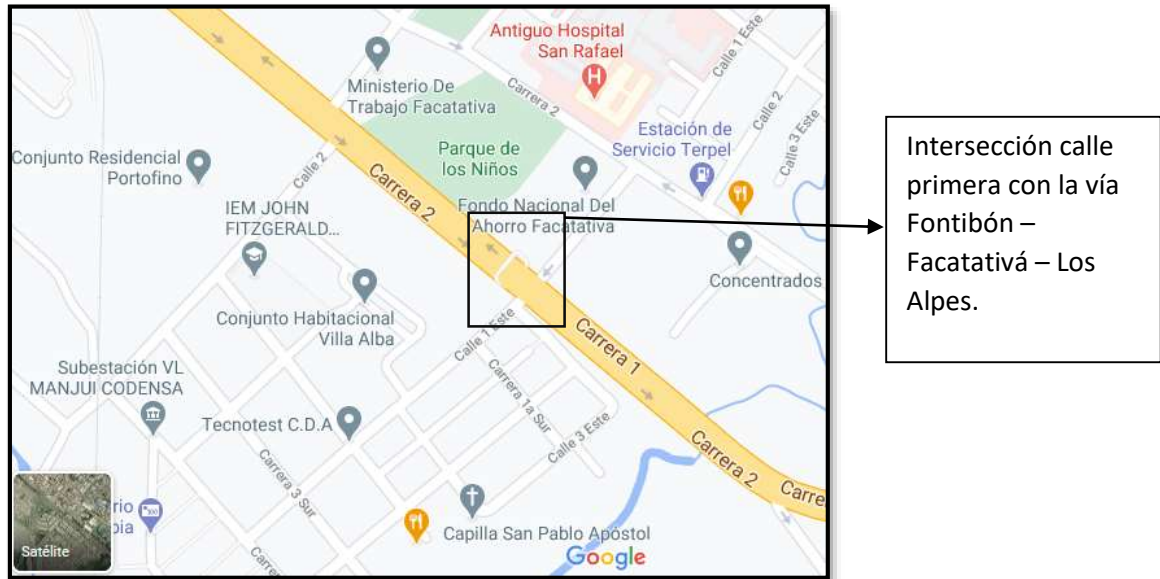 Antiguo Hospital
San Rafael
Calle 1 Este
Ministerio De
Trabajo Facatativa
Carrera 2
Calle 2
Calle 3 Este
Estación de
Servicio Terpel
Parque de
los Niños
Conjunto Residencial
Portofino
Calle 2
Carrera 2
IEM JOHN
FITZGERALD...
Fondo Nacional Del
Ahorro Facatativa
Concentrados
Conjunto Habitacional
Villa Alba
Calle 1 Este
Carrera 1
Subestación VL
MANJUI CODENSA
Carrera 1a Sur
Tecnotest C.D.A
Calle 3 Este
Carrera 2
Carrera 3 Sur
Carre
rio
bia
Capilla San Pablo Apóstol
Satélite
Google
Intersección calle
primera con la vía
Fontibón –
Facatativá – Los
Alpes.